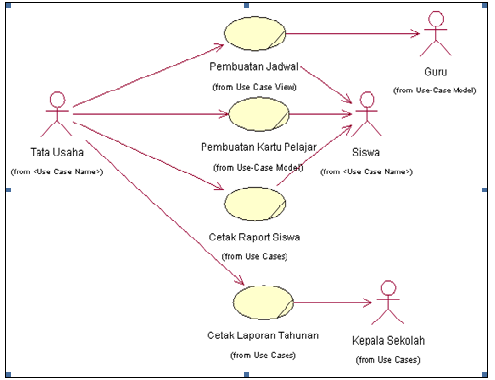 Pembuatan Jadwal
(from Use Case View)
Guru
(from Use-Case Model)
Tata Usaha
(from <Use Case Name>)
Pembuatan Kartu Pelajar
(from Use-Case Model)
Siswa
(from <Use Case Name>)
Cetak Raport Siswa
(from Use Cases)
Cetak Laporan Tahunan
(from Use Cases)
Kepala Sekolah
(from Use Cases)